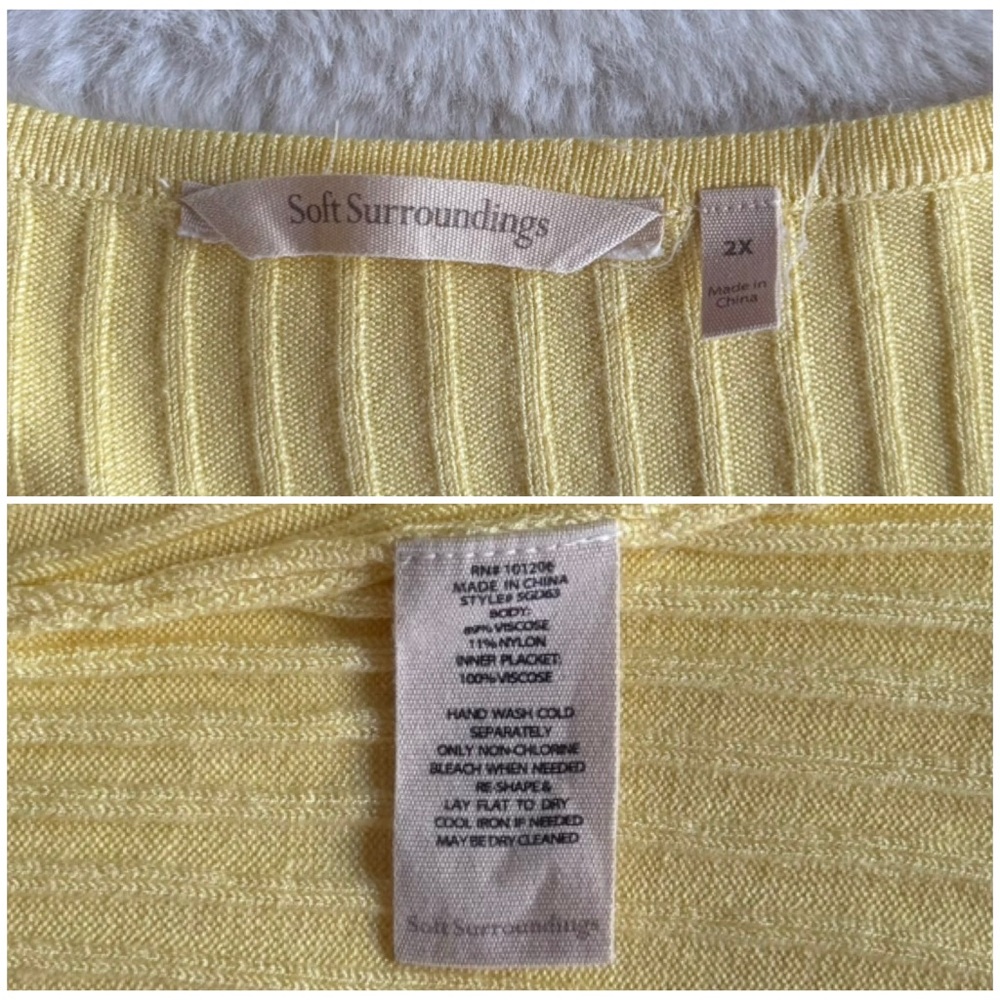 Soft Surroundings
2X
Made in
China
RN# 101206
MADE IN CHINA
STYLE# 5GD63
BODY:
89% VISCOSE
11% NYLON
INNER PLACKET:
100% VISCOSE
HAND WASH COLD
SEPARATELY
ONLY NON-CHLORINE
BLEACH WHEN NEEDED
RE-SHAPE &
LAY FLAT TO DRY
COOL IRON IF NEEDED
MAY BE DRY CLEANED
Soft Surroundings